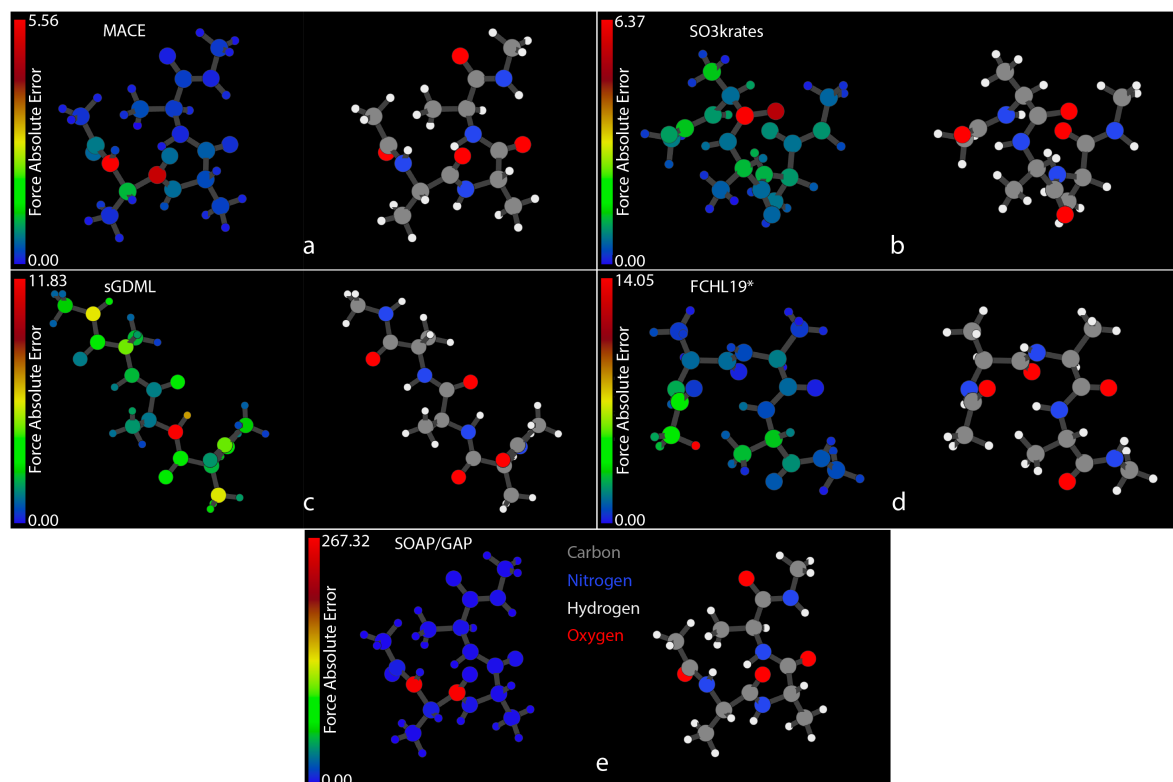 5.56
MACE
Force Absolute Error
0.00
a
6.37
SO3krates
Force Absolute Error
0.00
b
11.83
sGDML
Force Absolute Error
0.00
c
14.05
FCHL19*
Force Absolute Error
0.00
d
267.32
SOAP/GAP
Force Absolute Error
0.00
Carbon
Nitrogen
Hydrogen
Oxygen
e